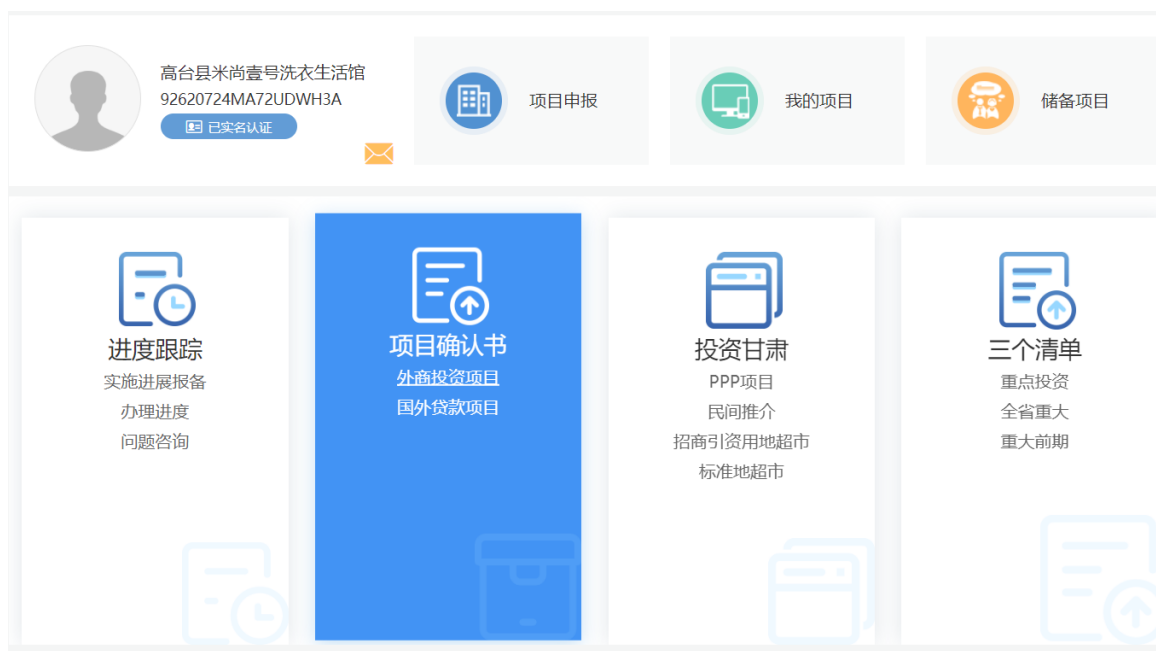 高台县米尚壹号洗衣生活馆
92620724MA72UDWH3A
已实名认证
项目申报
我的项目
储备项目
进度跟踪
实施进展报备
办理进度
问题咨询
项目确认书
外商投资项目
国外贷款项目
投资甘肃
PPP项目
民间推介
招商引资用地超市
标准地超市
三个清单
重点投资
全省重大
重大前期